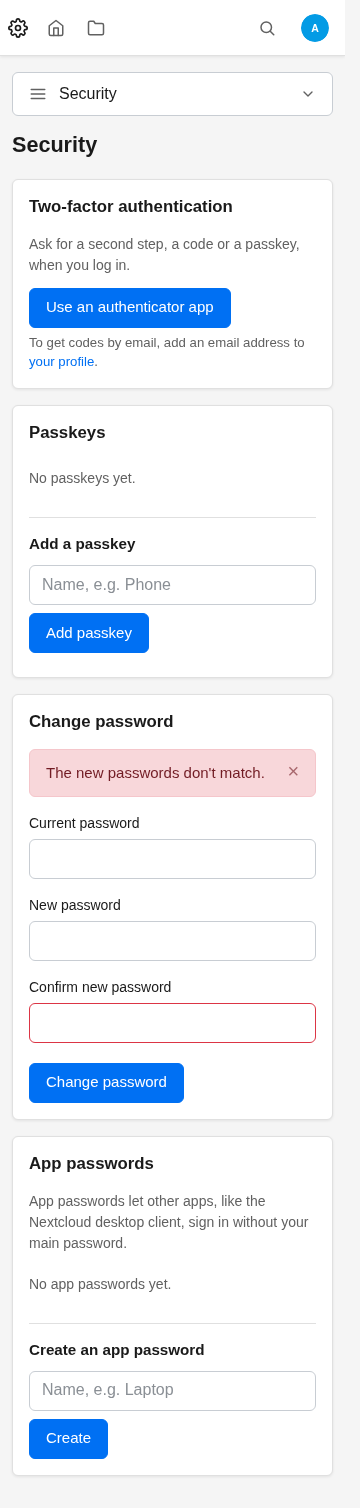 A
Security
Security
Two-factor authentication
Ask for a second step, a code or a passkey,
when you log in.
Use an authenticator app
To get codes by email, add an email address to
your profile.
Passkeys
No passkeys yet.
Add a passkey
Name, e.g. Phone
Add passkey
Change password
The new passwords don't match.
Current password
New password
Confirm new password
Change password
App passwords
App passwords let other apps, like the
Nextcloud desktop client, sign in without your
main password.
No app passwords yet.
Create an app password
Name, e.g. Laptop
Create